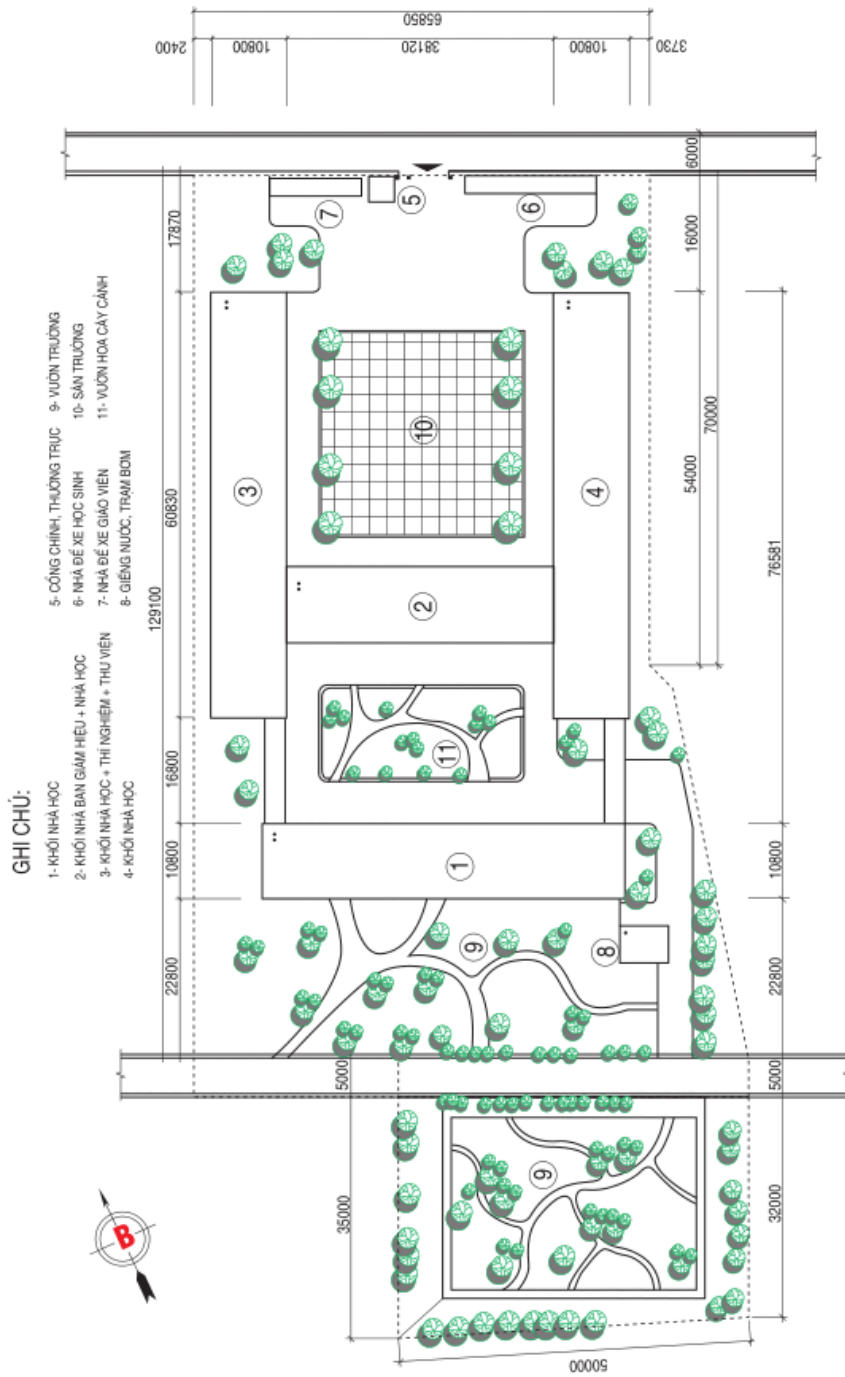 GHI CHÚ:
1- KHỐI NHÀ HỌC
2- KHỐI NHÀ BAN GIÁM HIỆU + NHÀ HỌC
3- KHỐI NHÀ HỌC + THÍ NGHIỆM + THƯ VIỆN
4- KHỐI NHÀ HỌC
5- CỔNG CHÍNH, THƯỜNG TRỰC
6- NHÀ ĐỂ XE HỌC SINH
7- NHÀ ĐỂ XE GIÁO VIÊN
8- GIẾNG NƯỚC, TRẠM BƠM
9- VƯỜN TRƯỜNG
10- SÂN TRƯỜNG
11- VƯỜN HOA CÂY CẢNH
B
129100
22800
10800
16800
60830
17870
2400
10800
38120
10800
3730
65850
35000
5000
3
7
5
6
10
2
4
11
1
9
8
9
6000
16000
54000
70000
76581
10800
22800
5000
32000
50000